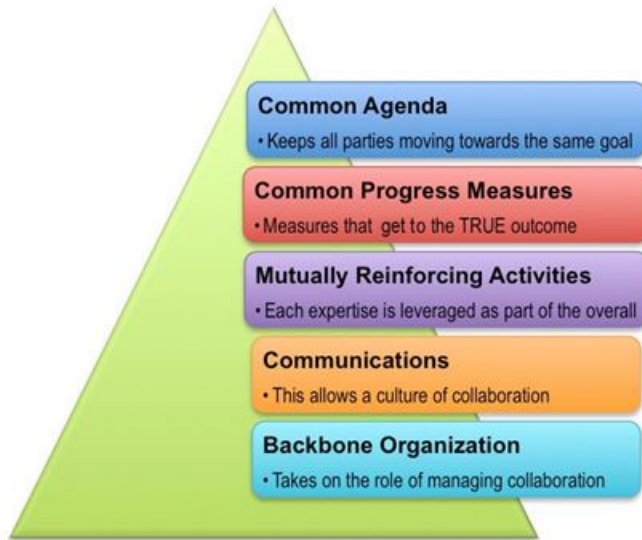 Common Agenda
• Keeps all parties moving towards the same goal
Common Progress Measures
• Measures that get to the TRUE outcome
Mutually Reinforcing Activities
• Each expertise is leveraged as part of the overall
Communications
• This allows a culture of collaboration
Backbone Organization
• Takes on the role of managing collaboration